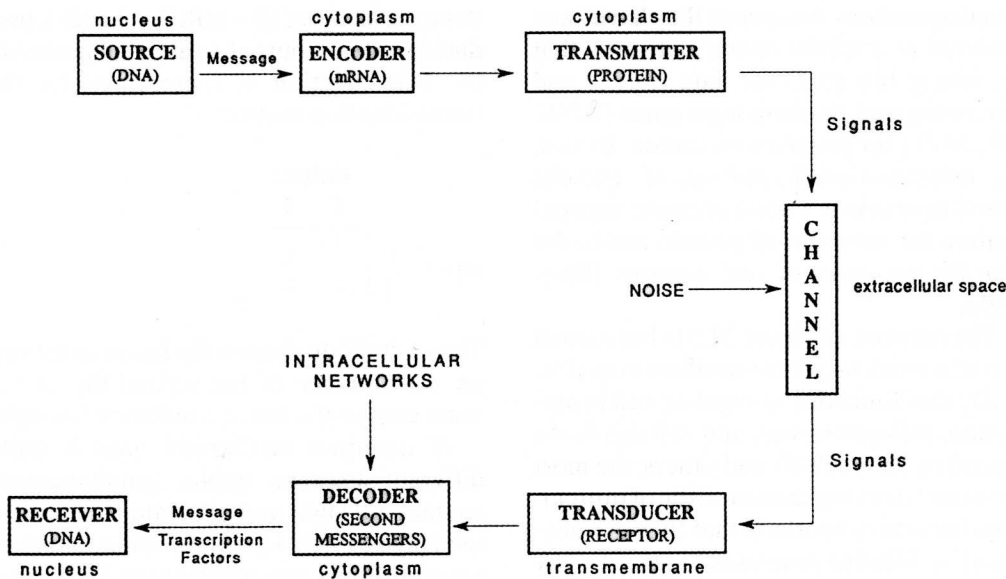 nucleus
SOURCE
(DNA)
Message
cytoplasm
ENCODER
(mRNA)
cytoplasm
TRANSMITTER
(PROTEIN)
Signals
CHANNEL
extracellular space
NOISE
INTRACELLULAR
NETWORKS
Signals
RECEIVER
(DNA)
nucleus
Message
Transcription
Factors
DECODER
(SECOND
MESSENGERS)
cytoplasm
TRANSDUCER
(RECEPTOR)
transmembrane